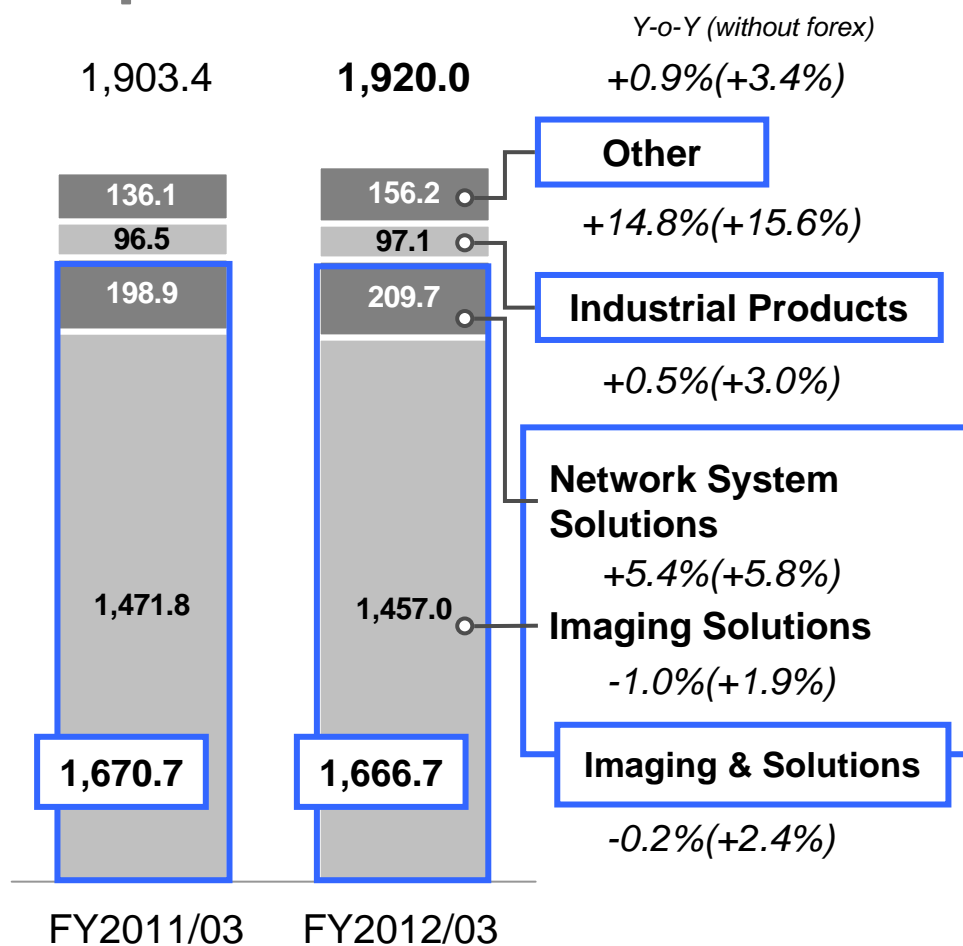 Y-o-Y (without forex)
1,903.4
1,920.0
+0.9%(+3.4%)
Other
136.1
156.2
+14.8%(+15.6%)
96.5
97.1
198.9
209.7
Industrial Products
+0.5%(+3.0%)
Network System
Solutions
+5.4%(+5.8%)
1,471.8
1,457.0
Imaging Solutions
-1.0%(+1.9%)
1,670.7
1,666.7
Imaging & Solutions
-0.2%(+2.4%)
FY2011/03
FY2012/03